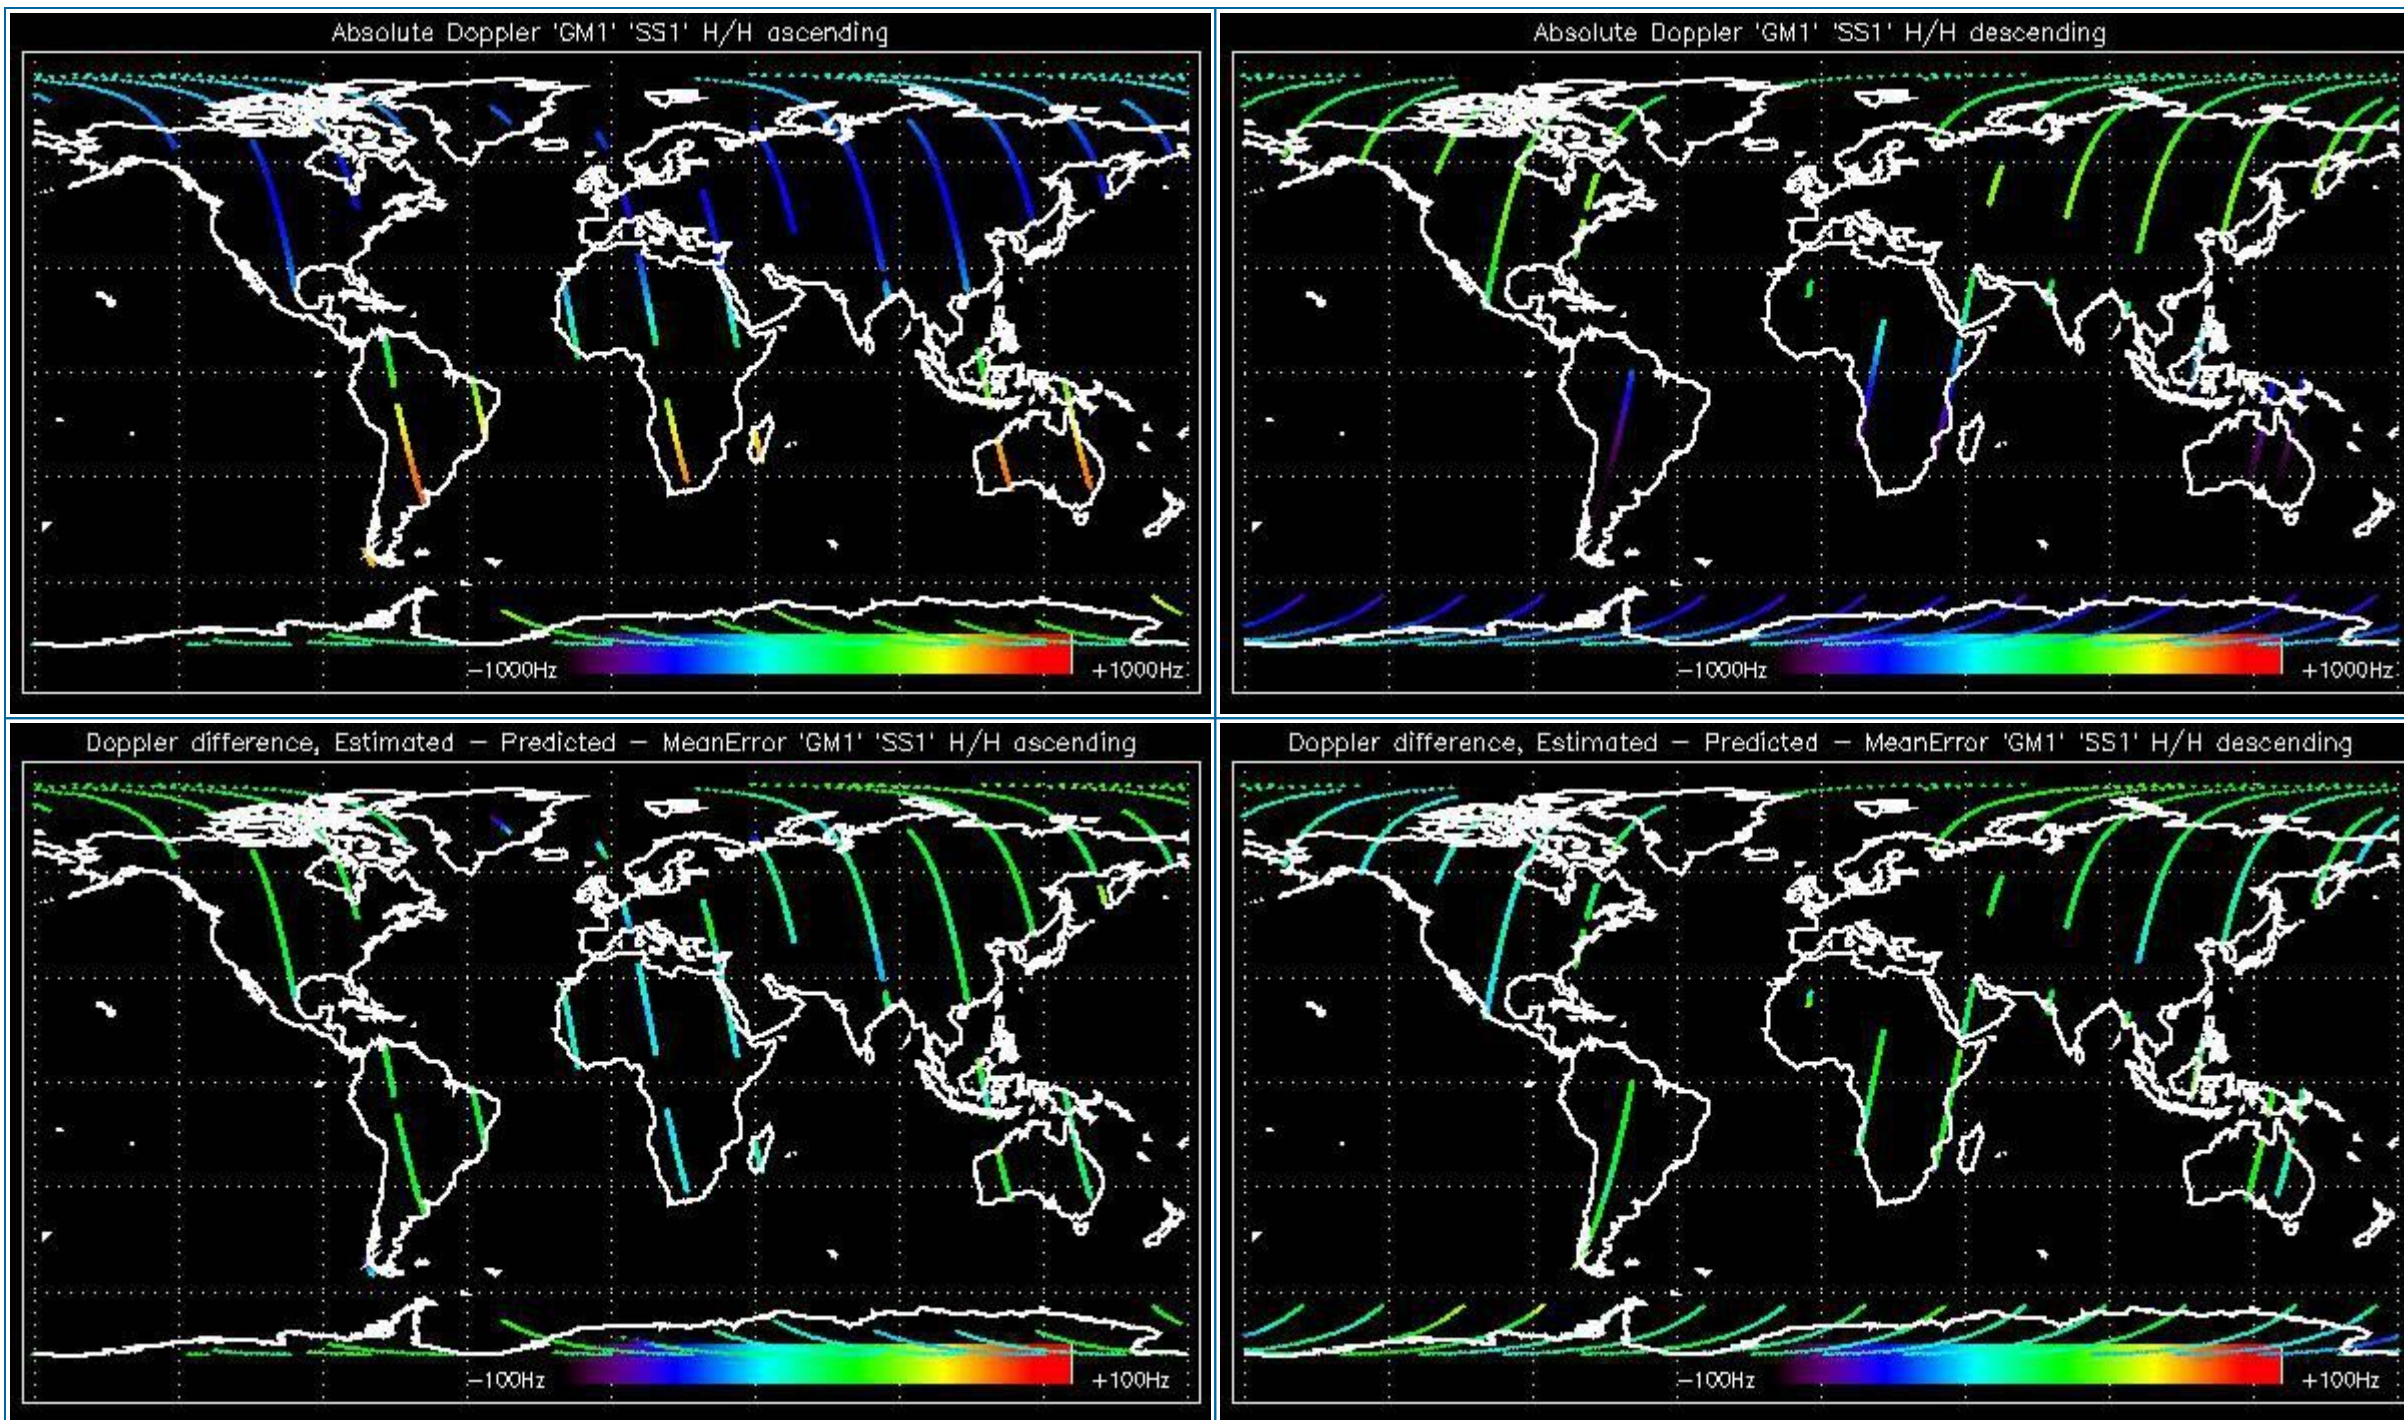 Absolute Doppler 'GM1' 'SS1' H/H ascending
-1000Hz
+1000Hz
Absolute Doppler 'GM1' 'SS1' H/H descending
-1000Hz
+1000Hz
Doppler difference, Estimated - Predicted - MeanError 'GM1' 'SS1' H/H ascending
-100Hz
+100Hz
Doppler difference, Estimated - Predicted - MeanError 'GM1' 'SS1' H/H descending
-100Hz
+100Hz